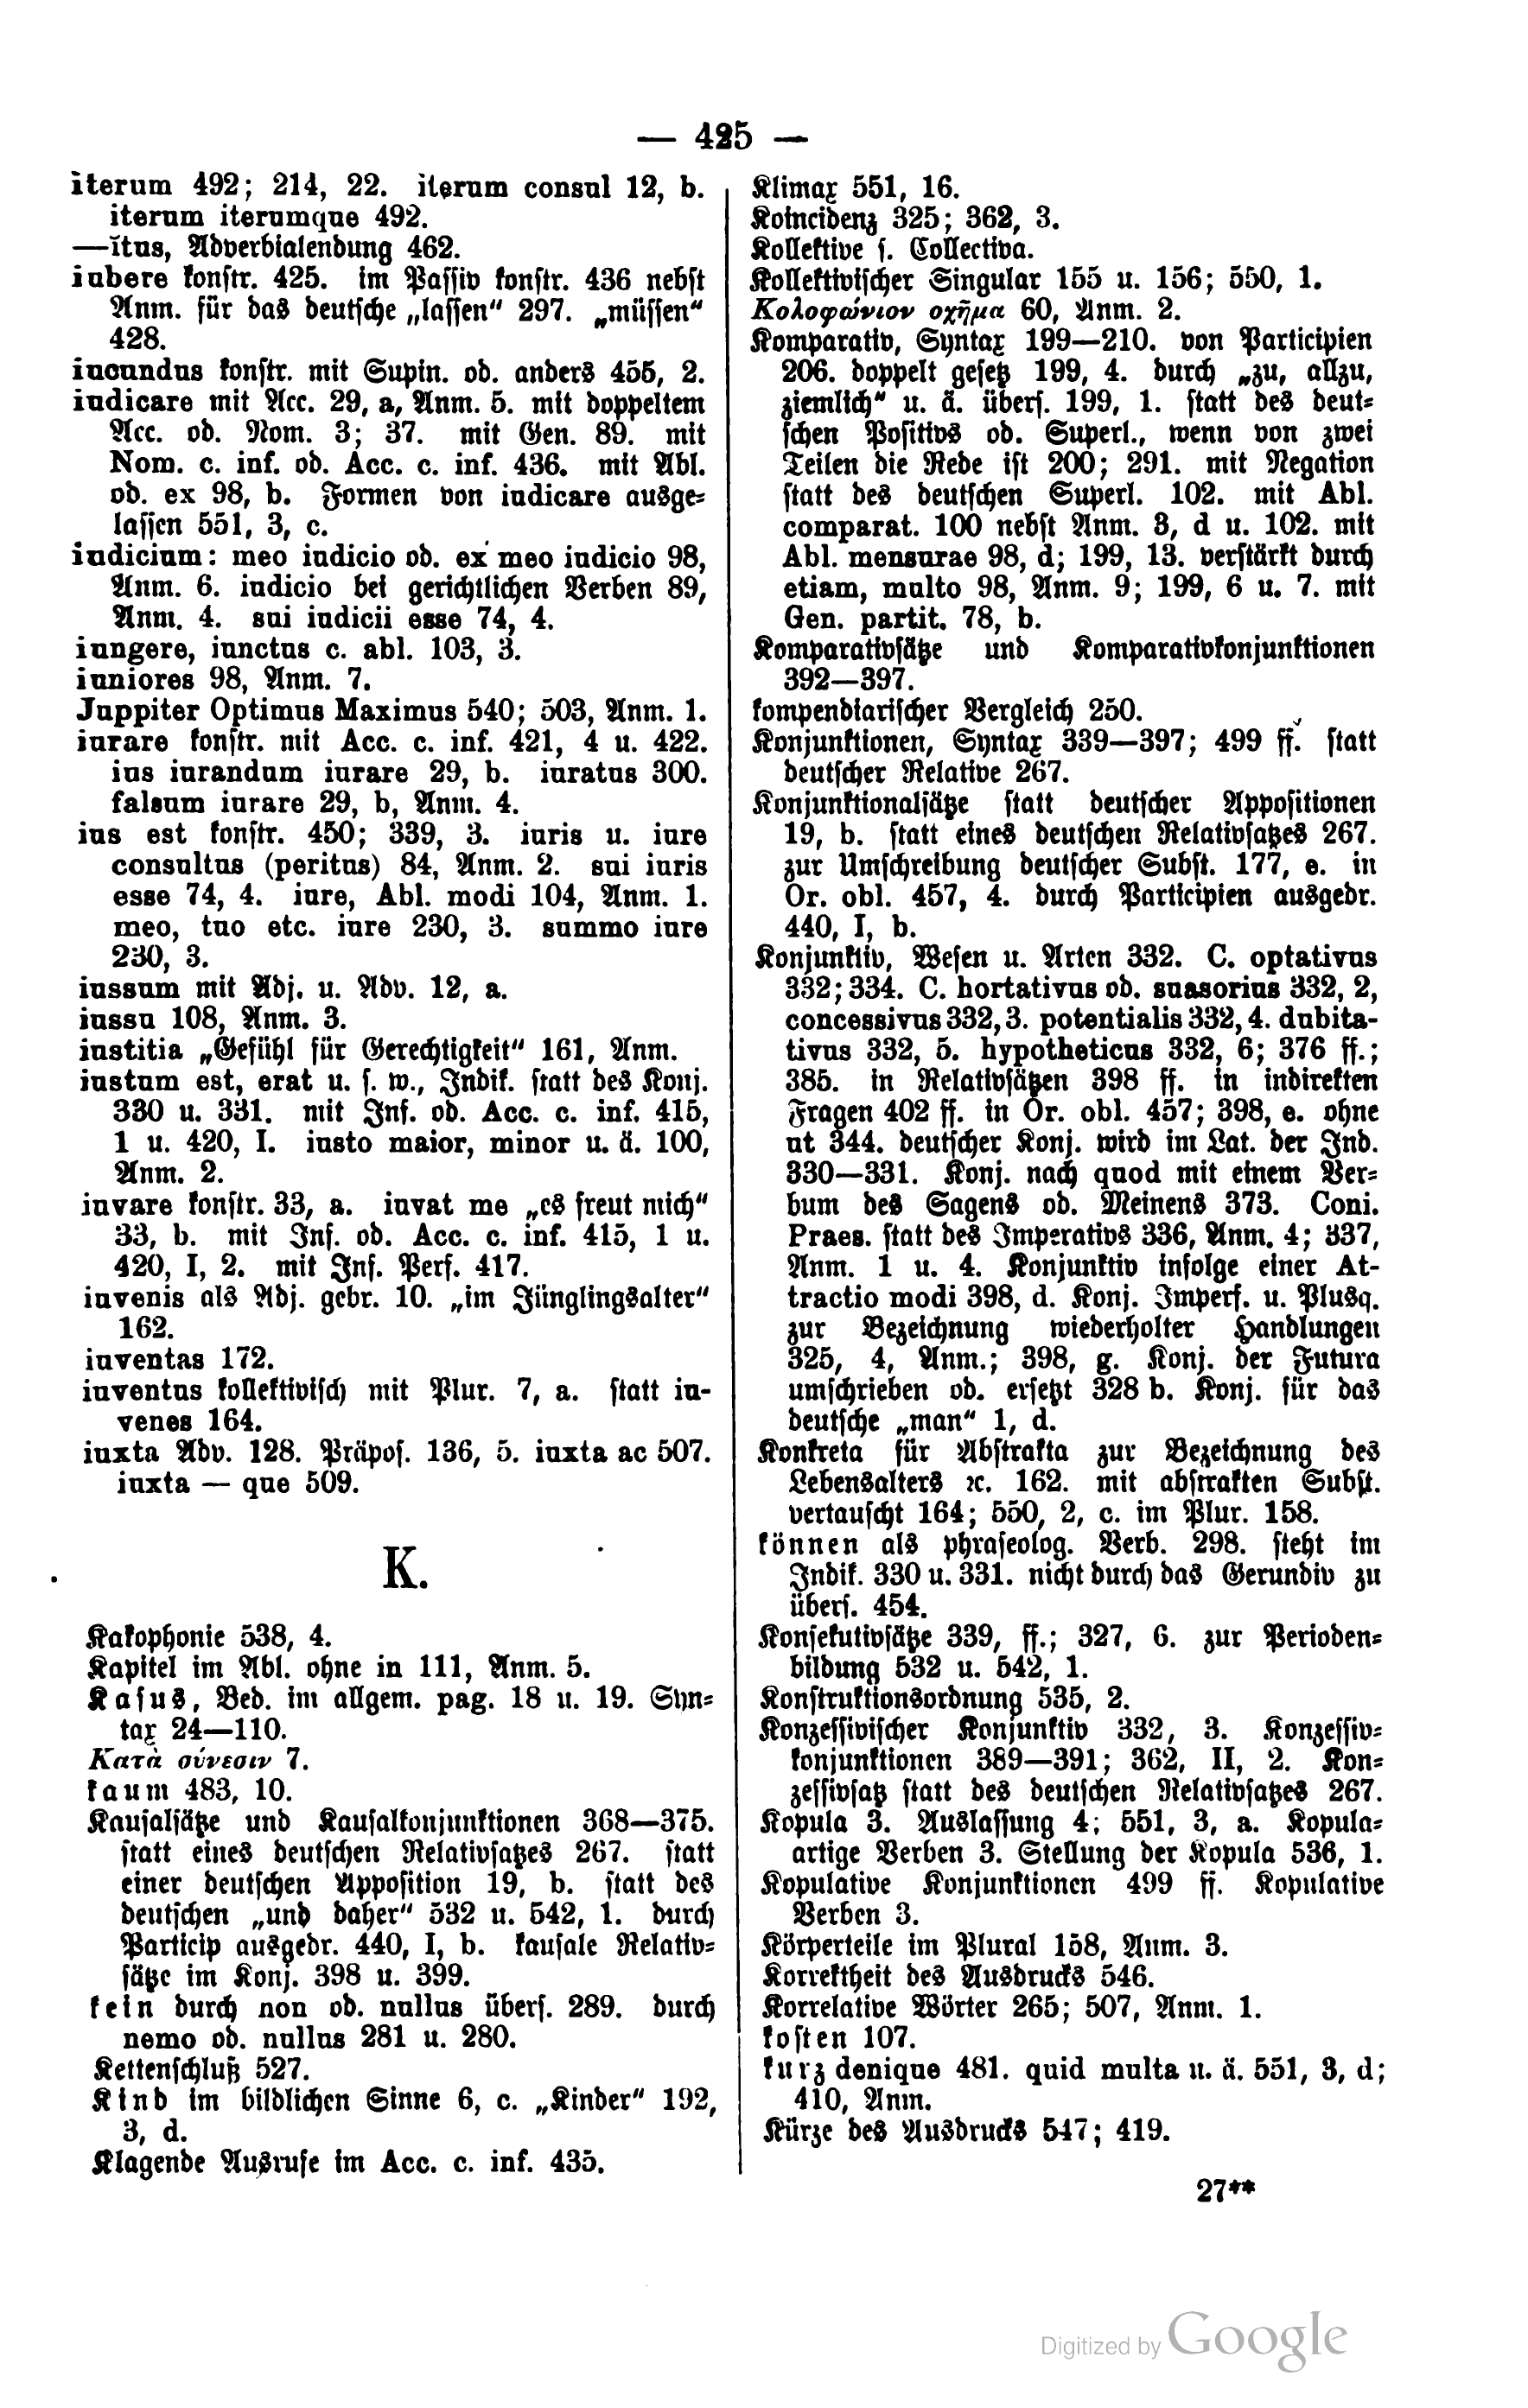 — 425 —
iterum 492; 214, 22. iterum consul 12, b.
iterum iterumque 492.
—ĭtus, Adverbialendung 462.
iubere konſtr. 425. im Paſſiv konſtr. 436 nebſt
Anm. für das deutſche „laſſen“ 297. „müſſen“
428.
iucundus konſtr. mit Supin. od. anders 455, 2.
iudicare mit Acc. 29, a, Anm. 5. mit doppeltem
Acc. od. Nom. 3; 37. mit Gen. 89. mit
Nom. c. inf. od. Acc. c. inf. 436. mit Abl.
od. ex 98, b. Formen von iudicare ausge=
laſſen 551, 3, c.
iudicium: meo iudicio od. ex meo iudicio 98,
Anm. 6. iudicio bei gerichtlichen Verben 89,
Anm. 4. sui iudicii esse 74, 4.
iungere, iunctus c. abl. 103, 3.
iuniores 98, Anm. 7.
Juppiter Optimus Maximus 540; 503, Anm. 1.
iurare konſtr. mit Acc. c. inf. 421, 4 u. 422.
ius iurandum iurare 29, b. iuratus 300.
falsum iurare 29, b, Anm. 4.
ius est konſtr. 450; 339, 3. iuris u. iure
consultus (peritus) 84, Anm. 2. sui iuris
esse 74, 4. iure, Abl. modi 104, Anm. 1.
meo, tuo etc. iure 230, 3. summo iure
230, 3.
iussum mit Adj. u. Adv. 12, a.
iussu 108, Anm. 3.
iustitia „Gefühl für Gerechtigkeit“ 161, Anm.
iustum est, erat u. ſ. w., Indik. ſtatt des Konj.
330 u. 331. mit Inf. od. Acc. c. inf. 415,
1 u. 420, I. iusto maior, minor u. ä. 100,
Anm. 2.
iuvare konſtr. 33, a. iuvat me „es freut mich“
33, b. mit Inf. od. Acc. c. inf. 415, 1 u.
420, I, 2. mit Inf. Perf. 417.
iuvenis als Adj. gebr. 10. „im Jünglingsalter“
162.
iuventas 172.
iuventus kollektiviſch mit Plur. 7, a. ſtatt iu-
venes 164.
iuxta Adv. 128. Präpoſ. 136, 5. iuxta ac 507.
iuxta — que 509.
K.
Kakophonie 538, 4.
Kapitel im Abl. ohne in 111, Anm. 5.
Kaſus, Bed. im allgem. pag. 18 u. 19. Syn=
tax 24—110.
Κατὰ σύνεσιν 7.
kaum 483, 10.
Kauſalſätze und Kauſalkonjunktionen 368—375.
ſtatt eines deutſchen Relativſatzes 267. ſtatt
einer deutſchen Appoſition 19, b. ſtatt des
deutſchen „und daher“ 532 u. 542, 1. durch
Particip ausgedr. 440, I, b. kauſale Relativ=
ſätze im Konj. 398 u. 399.
kein durch non od. nullus überſ. 289. durch
nemo od. nullus 281 u. 280.
Kettenſchluß 527.
Kind im bildlichen Sinne 6, c. „Kinder“ 192,
3, d.
Klagende Ausrufe im Acc. c. inf. 435.
Klimax 551, 16.
Koincidenz 325; 362, 3.
Kollektive ſ. Collectiva.
Kollektiviſcher Singular 155 u. 156; 550, 1.
Κολοφώνιον σχῆμα 60, Anm. 2.
Komparativ, Syntax 199—210. von Participien
206. doppelt geſetz 199, 4. durch „zu, allzu,
ziemlich“ u. ä. überſ. 199, 1. ſtatt des deut=
ſchen Poſitivs od. Superl., wenn von zwei
Teilen die Rede iſt 200; 291. mit Negation
ſtatt des deutſchen Superl. 102. mit Abl.
comparat. 100 nebſt Anm. 3, d u. 102. mit
Abl. mensurae 98, d; 199, 13. verſtärkt durch
etiam, multo 98, Anm. 9; 199, 6 u. 7. mit
Gen. partit. 78, b.
Komparativſätze und Komparativkonjunktionen
392—397.
kompendiariſcher Vergleich 250.
Konjunktionen, Syntax 339—397; 499 ff. ſtatt
deutſcher Relative 267.
Konjunktionalſätze ſtatt deutſcher Appoſitionen
19, b. ſtatt eines deutſchen Relativſatzes 267.
zur Umſchreibung deutſcher Subſt. 177, e. in
Or. obl. 457, 4. durch Participien ausgedr.
440, I, b.
Konjunktiv, Weſen u. Arten 332. C. optativus
332; 334. C. hortativus od. suasorius 332, 2,
concessivus 332, 3. potentialis 332, 4. dubita-
tivus 332, 5. hypotheticus 332, 6; 376 ff.;
385. in Relativſätzen 398 ff. in indirekten
Fragen 402 ff. in Or. obl. 457; 398, e. ohne
ut 344. deutſcher Konj. wird im Lat. der Ind.
330—331. Konj. nach quod mit einem Ver=
bum des Sagens od. Meinens 373. Coni.
Praes. ſtatt des Imperativs 336, Anm. 4; 337,
Anm. 1 u. 4. Konjunktiv infolge einer At-
tractio modi 398, d. Konj. Imperf. u. Plusq.
zur Bezeichnung wiederholter Handlungen
325, 4, Anm.; 398, g. Konj. der Futura
umſchrieben od. erſetzt 328 b. Konj. für das
deutſche „man“ 1, d.
Konkreta für Abſtrakta zur Bezeichnung des
Lebensalters ꝛc. 162. mit abſtrakten Subſt.
vertauſcht 164; 550, 2, c. im Plur. 158.
können als phraſeolog. Verb. 298. ſteht im
Indik. 330 u. 331. nicht durch das Gerundiv zu
überſ. 454.
Konſekutivſätze 339, ff.; 327, 6. zur Perioden=
bildung 532 u. 542, 1.
Konſtruktionsordnung 535, 2.
Konzeſſiviſcher Konjunktiv 332, 3. Konzeſſiv=
konjunktionen 389—391; 362, II, 2. Kon=
zeſſivſatz ſtatt des deutſchen Relativſatzes 267.
Kopula 3. Auslaſſung 4; 551, 3, a. Kopula=
artige Verben 3. Stellung der Kopula 536, 1.
Kopulative Konjunktionen 499 ff. Kopulative
Verben 3.
Körperteile im Plural 158, Anm. 3.
Korrektheit des Ausdrucks 546.
Korrelative Wörter 265; 507, Anm. 1.
koſten 107.
kurz denique 481. quid multa u. ä. 551, 3, d;
410, Anm.
Kürze des Ausdrucks 547; 419.
27**
Digitized by Google